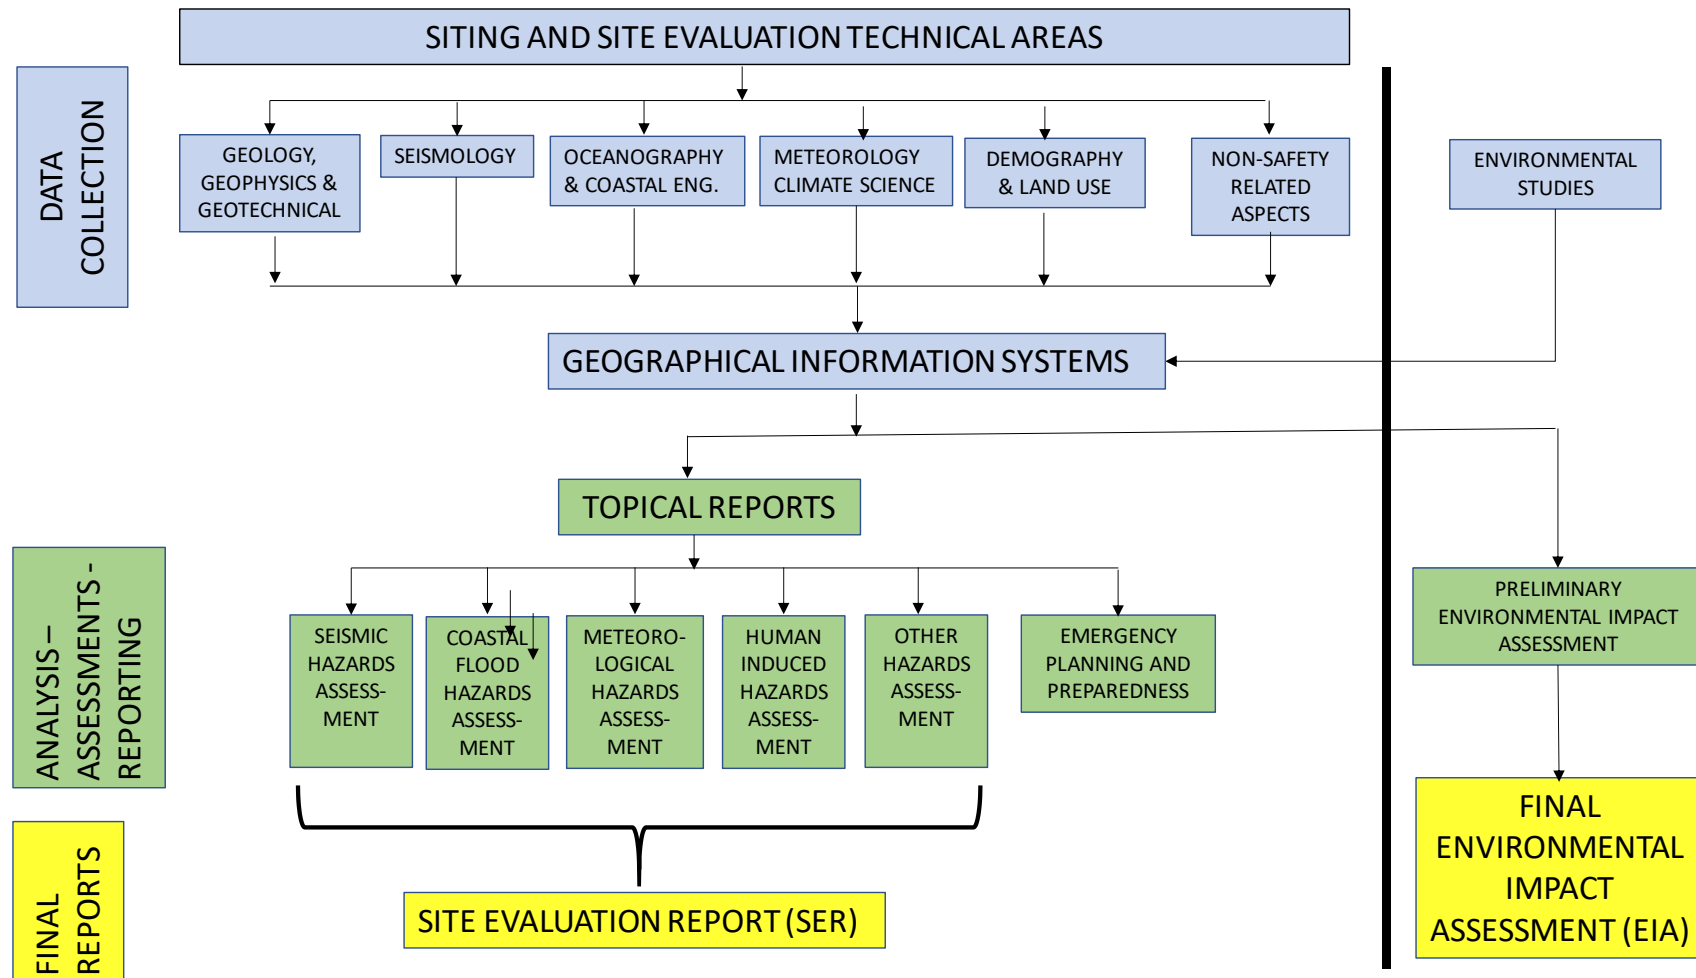 SITING AND SITE EVALUATION TECHNICAL AREAS
DATA
COLLECTION
GEOLOGY,
GEOPHYSICS &
GEOTECHNICAL
SEISMOLOGY
OCEANOGRAPHY
& COASTAL ENG.
METEOROLOGY
CLIMATE SCIENCE
DEMOGRAPHY
& LAND USE
NON-SAFETY
RELATED
ASPECTS
ENVIRONMENTAL
STUDIES
GEOGRAPHICAL INFORMATION SYSTEMS
TOPICAL REPORTS
ANALYSIS –
ASSESSMENTS -
REPORTING
SEISMIC
HAZARDS
ASSESS-
MENT
COASTAL
FLOOD
HAZARDS
ASSESS-
MENT
METEORO-
LOGICAL
HAZARDS
ASSESS-
MENT
HUMAN
INDUCED
HAZARDS
ASSESS-
MENT
OTHER
HAZARDS
ASSESS-
MENT
EMERGENCY
PLANNING AND
PREPAREDNESS
PRELIMINARY
ENVIRONMENTAL IMPACT
ASSESSMENT
FINAL
REPORTS
SITE EVALUATION REPORT (SER)
FINAL
ENVIRONMENTAL
IMPACT
ASSESSMENT (EIA)